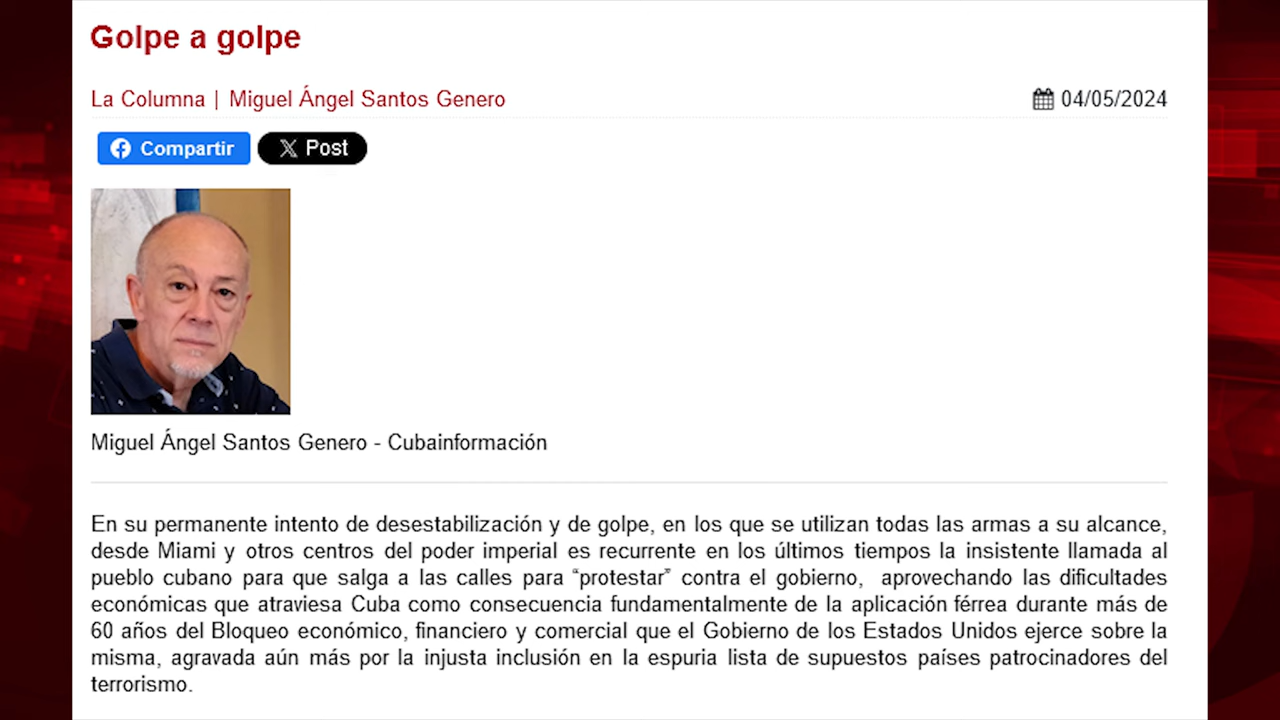 Golpe a golpe
La Columna | Miguel Ángel Santos Genero
04/05/2024
Compartir
Post
Miguel Ángel Santos Genero - Cubainformación
En su permanente intento de desestabilización y de golpe, en los que se utilizan todas las armas a su alcance,
desde Miami y otros centros del poder imperial es recurrente en los últimos tiempos la insistente llamada al
pueblo cubano para que salga a las calles para “protestar” contra el gobierno, aprovechando las dificultades
económicas que atraviesa Cuba como consecuencia fundamentalmente de la aplicación férrea durante más de
60 años del Bloqueo económico, financiero y comercial que el Gobierno de los Estados Unidos ejerce sobre la
misma, agravada aún más por la injusta inclusión en la espuria lista de supuestos países patrocinadores del
terrorismo.